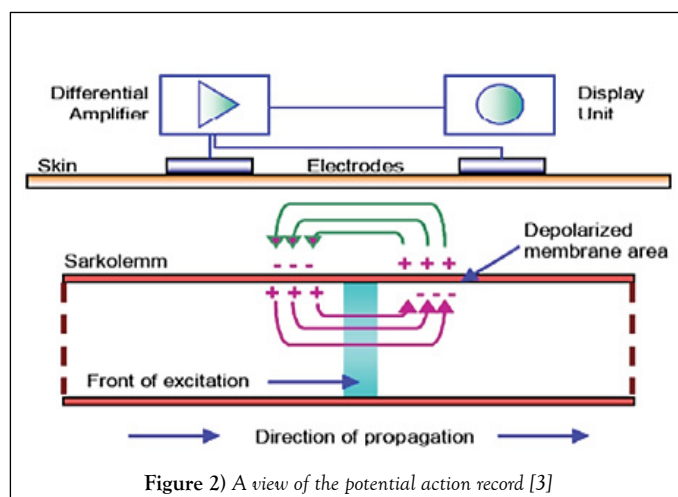 Differential
Amplifier
Display
Unit
Skin
Electrodes
Depolarized
membrane area
Sarkolemm
- - -
+ + +
+ + +
- - -
Front of excitation
Direction of propagation
Figure 2) A view of the potential action record [3]